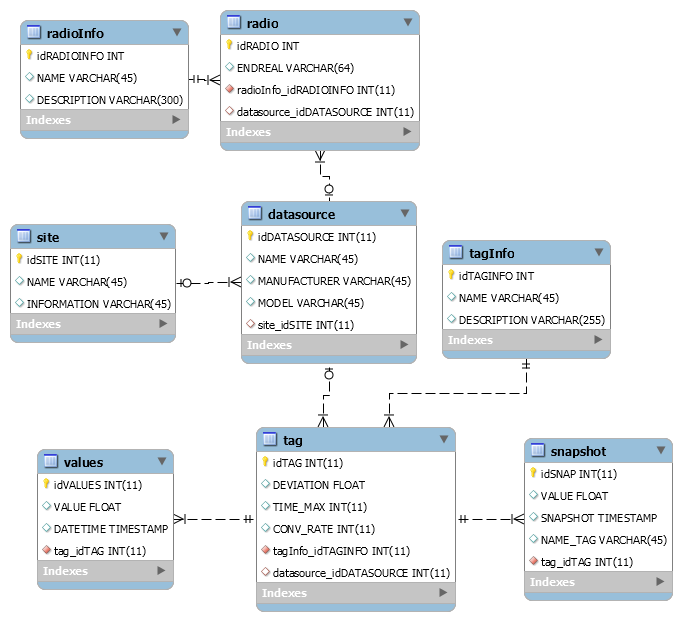 radioInfo
idRADIOINFO INT
NAME VARCHAR(45)
DESCRIPTION VARCHAR(300)
Indexes
radio
idRADIO INT
ENDREAL VARCHAR(64)
radioInfo_idRADIOINFO INT(11)
datasource_idDATASOURCE INT(11)
Indexes
site
idSITE INT(11)
NAME VARCHAR(45)
INFORMATION VARCHAR(45)
Indexes
datasource
idDATASOURCE INT(11)
NAME VARCHAR(45)
MANUFACTURER VARCHAR(45)
MODEL VARCHAR(45)
site_idSITE INT(11)
Indexes
tagInfo
idTAGINFO INT
NAME VARCHAR(45)
DESCRIPTION VARCHAR(255)
Indexes
values
idVALUES INT(11)
VALUE FLOAT
DATETIME TIMESTAMP
tag_idTAG INT(11)
Indexes
tag
idTAG INT(11)
DEVIATION FLOAT
TIME_MAX INT(11)
CONV_RATE INT(11)
tagInfo_idTAGINFO INT(11)
datasource_idDATASOURCE INT(11)
Indexes
snapshot
idSNAP INT(11)
VALUE FLOAT
SNAPSHOT TIMESTAMP
NAME_TAG VARCHAR(45)
tag_idTAG INT(11)
Indexes